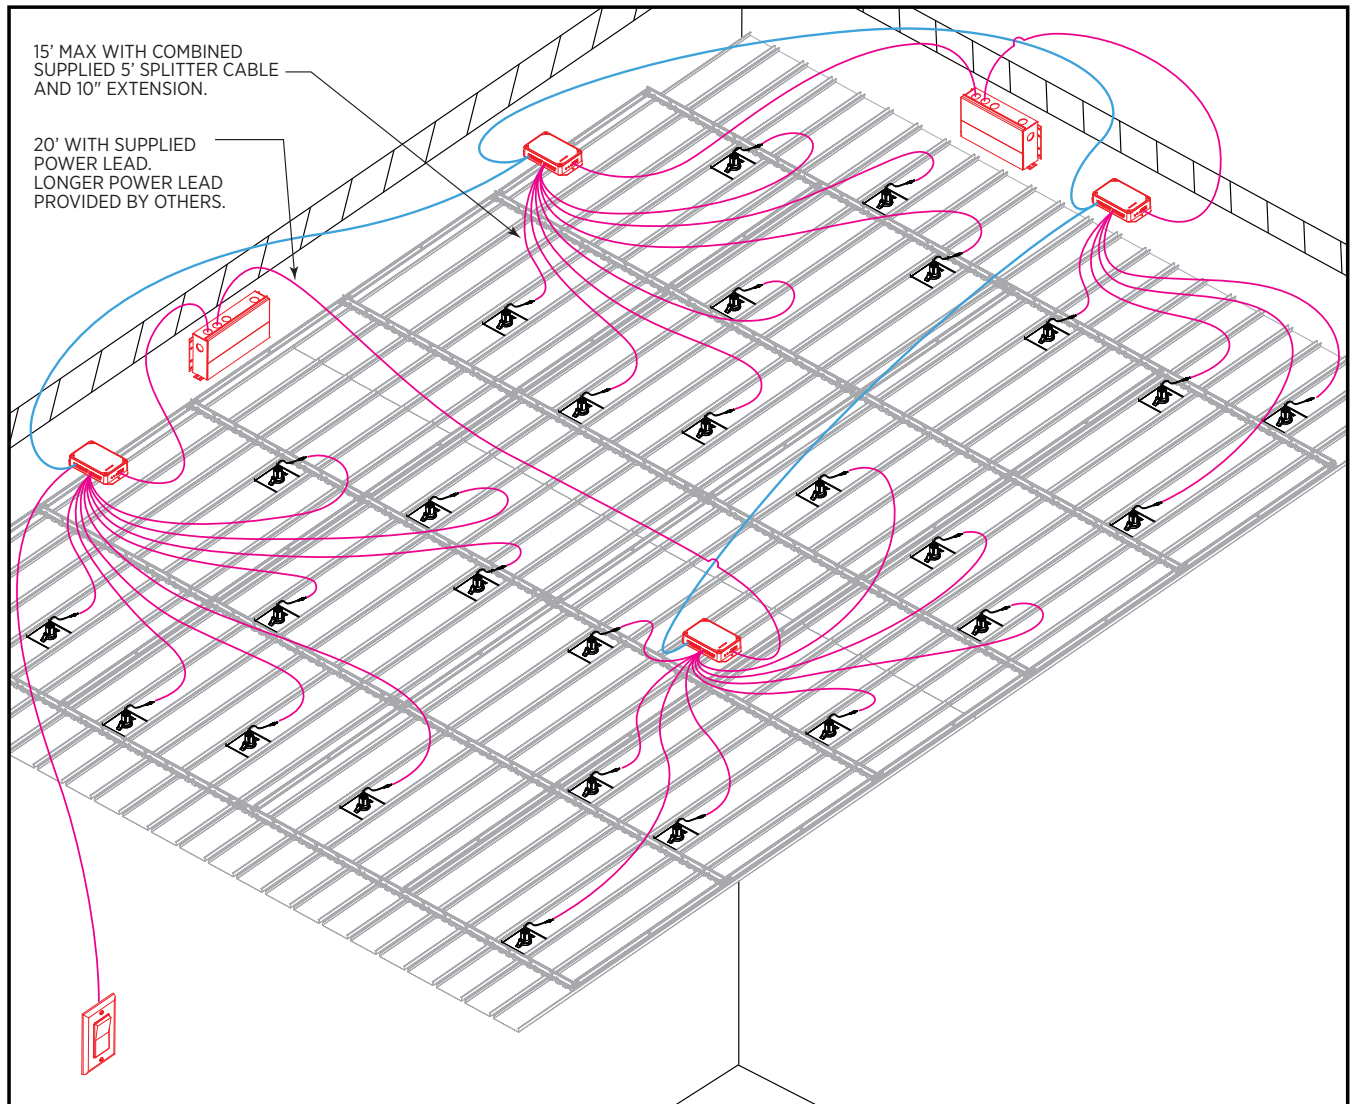 15’ MAX WITH COMBINED
SUPPLIED 5’ SPLITTER CABLE
AND 10” EXTENSION.
20’ WITH SUPPLIED
POWER LEAD.
LONGER POWER LEAD
PROVIDED BY OTHERS.